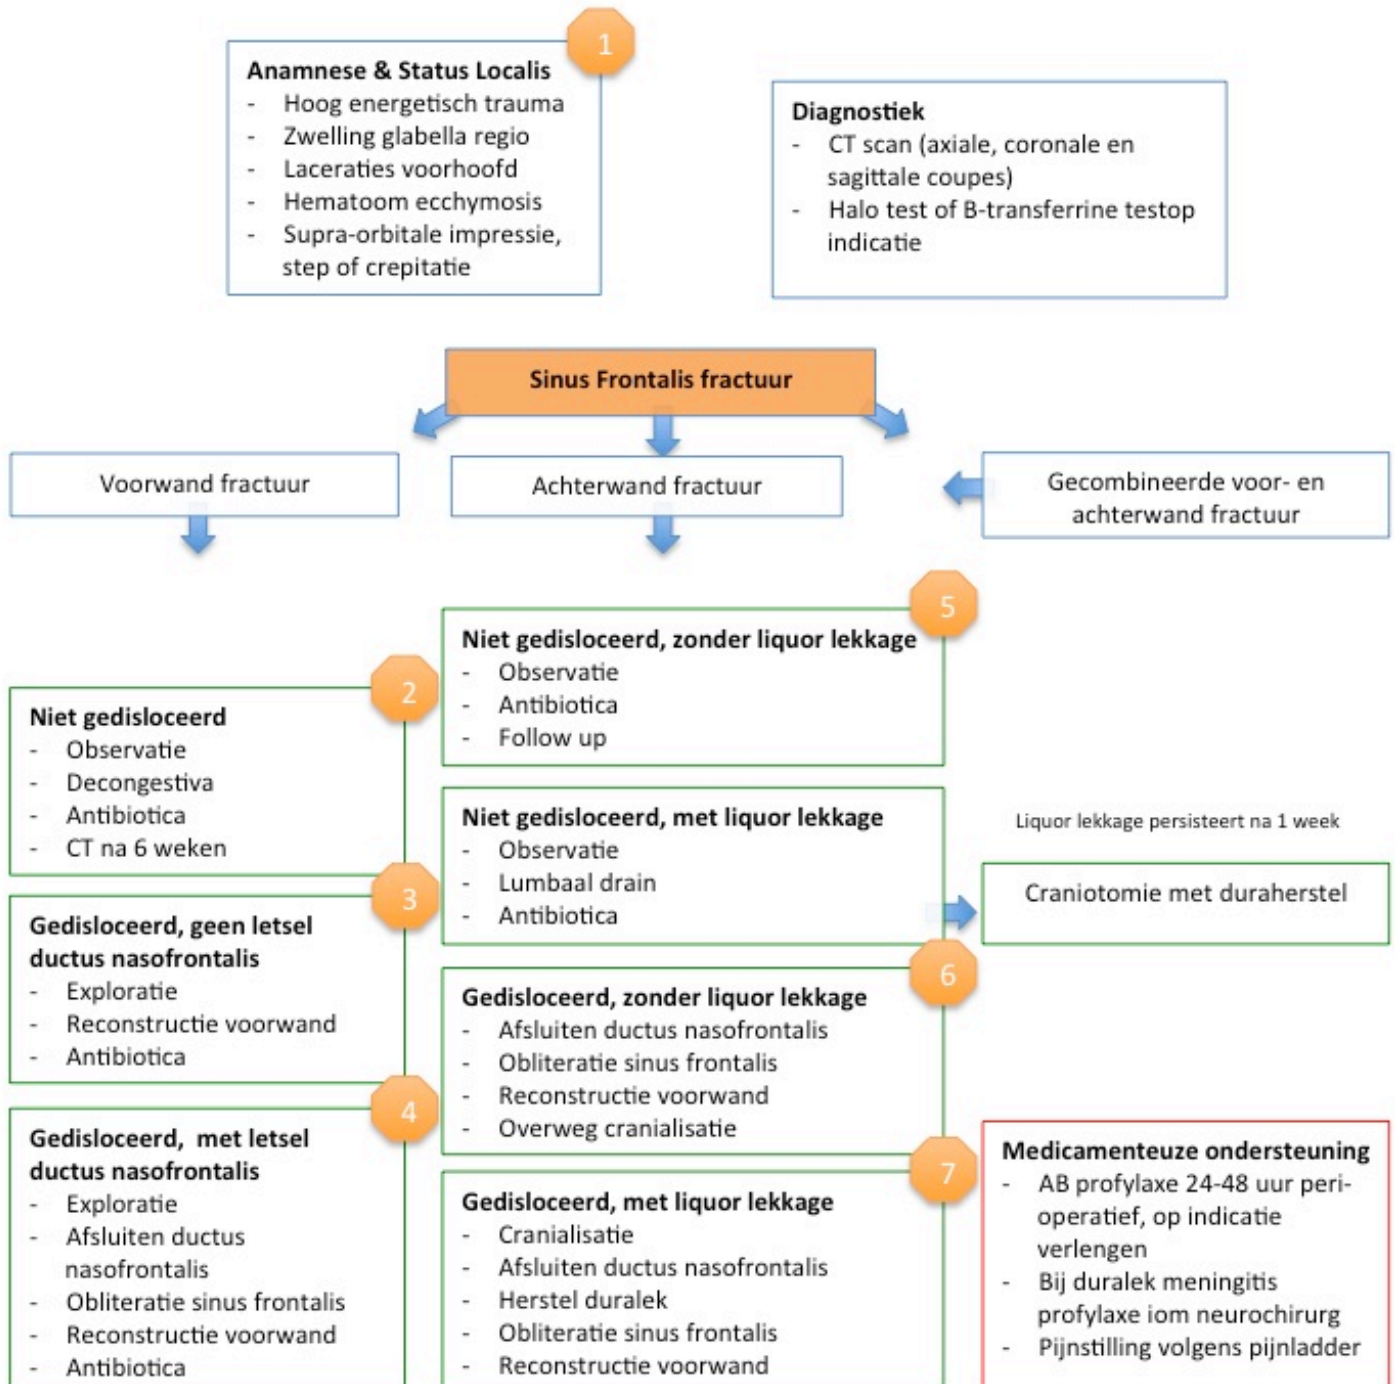 1
Anamnese & Status Localis
- Hoog energetisch trauma
- Zwelling glabella regio
- Laceraties voorhoofd
- Hematoom ecchymosis
- Supra-orbitale impressie,
step of crepitatie
Diagnostiek
- CT scan (axiale, coronale en
sagittale coupes)
- Halo test of B-transferrine testop
indicatie
Sinus Frontalis fractuur
Voorwand fractuur
Achterwand fractuur
Gecombineerde voor- en
achterwand fractuur
2
Niet gedisloceerd
- Observatie
- Decongestiva
- Antibiotica
- CT na 6 weken
3
Gedisloceerd, geen letsel
ductus nasofrontalis
- Exploratie
- Reconstructie voorwand
- Antibiotica
4
Gedisloceerd, met letsel
ductus nasofrontalis
- Exploratie
- Afsluiten ductus
nasofrontalis
- Obliteratie sinus frontalis
- Reconstructie voorwand
- Antibiotica
5
Niet gedisloceerd, zonder liquor lekkage
- Observatie
- Antibiotica
- Follow up
Niet gedisloceerd, met liquor lekkage
- Observatie
- Lumbaal drain
- Antibiotica
6
Gedisloceerd, zonder liquor lekkage
- Afsluiten ductus nasofrontalis
- Obliteratie sinus frontalis
- Reconstructie voorwand
- Overweg cranialisatie
7
Gedisloceerd, met liquor lekkage
- Cranialisatie
- Afsluiten ductus nasofrontalis
- Herstel duralek
- Obliteratie sinus frontalis
- Reconstructie voorwand
Liquor lekkage persisteert na 1 week
Craniotomie met duraherstel
Medicamenteuze ondersteuning
- AB profylaxe 24-48 uur peri-
operatief, op indicatie
verlengen
- Bij duralek meningitis
profylaxe iom neurochirurg
- Pijnstilling volgens pijnladder